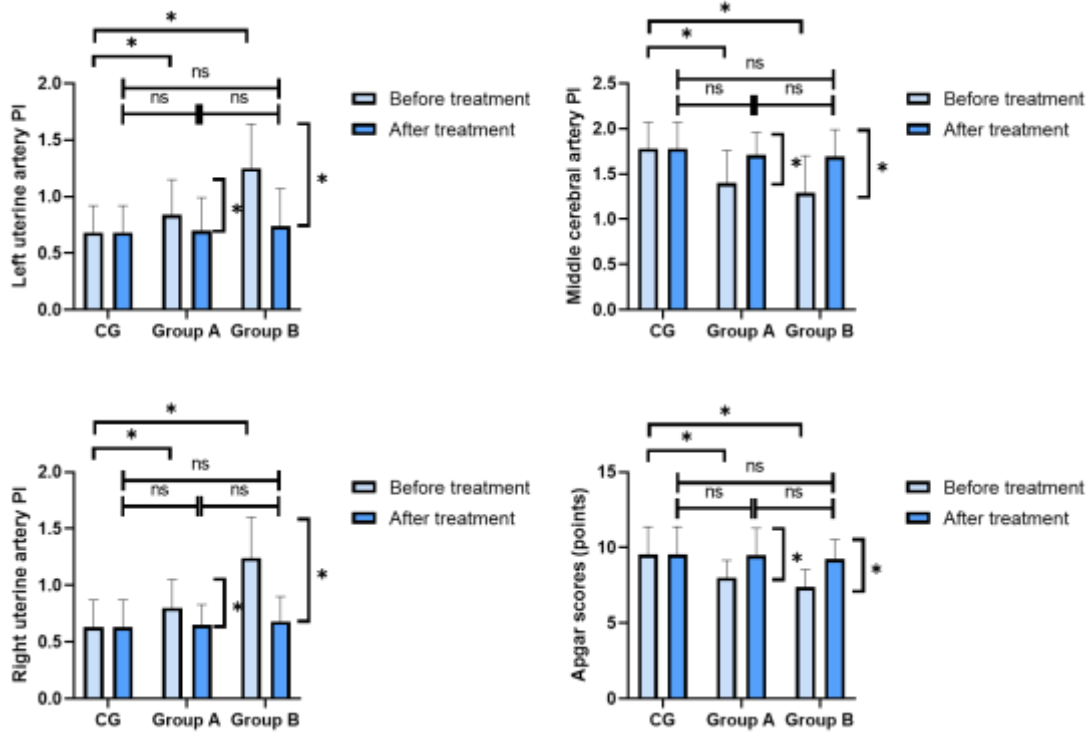 *
*
ns
ns
ns
*
*
Left uterine artery PI
2.0
1.5
1.0
0.5
0.0
CG
Group A
Group B
Before treatment
After treatment
*
*
ns
ns
ns
*
*
Middle cerebral artery PI
2.5
2.0
1.5
1.0
0.5
0.0
CG
Group A
Group B
Before treatment
After treatment
*
*
ns
ns
ns
*
*
Right uterine artery PI
2.0
1.5
1.0
0.5
0.0
CG
Group A
Group B
Before treatment
After treatment
*
*
ns
ns
ns
*
*
Apgar scores (points)
15
10
5
0
CG
Group A
Group B
Before treatment
After treatment